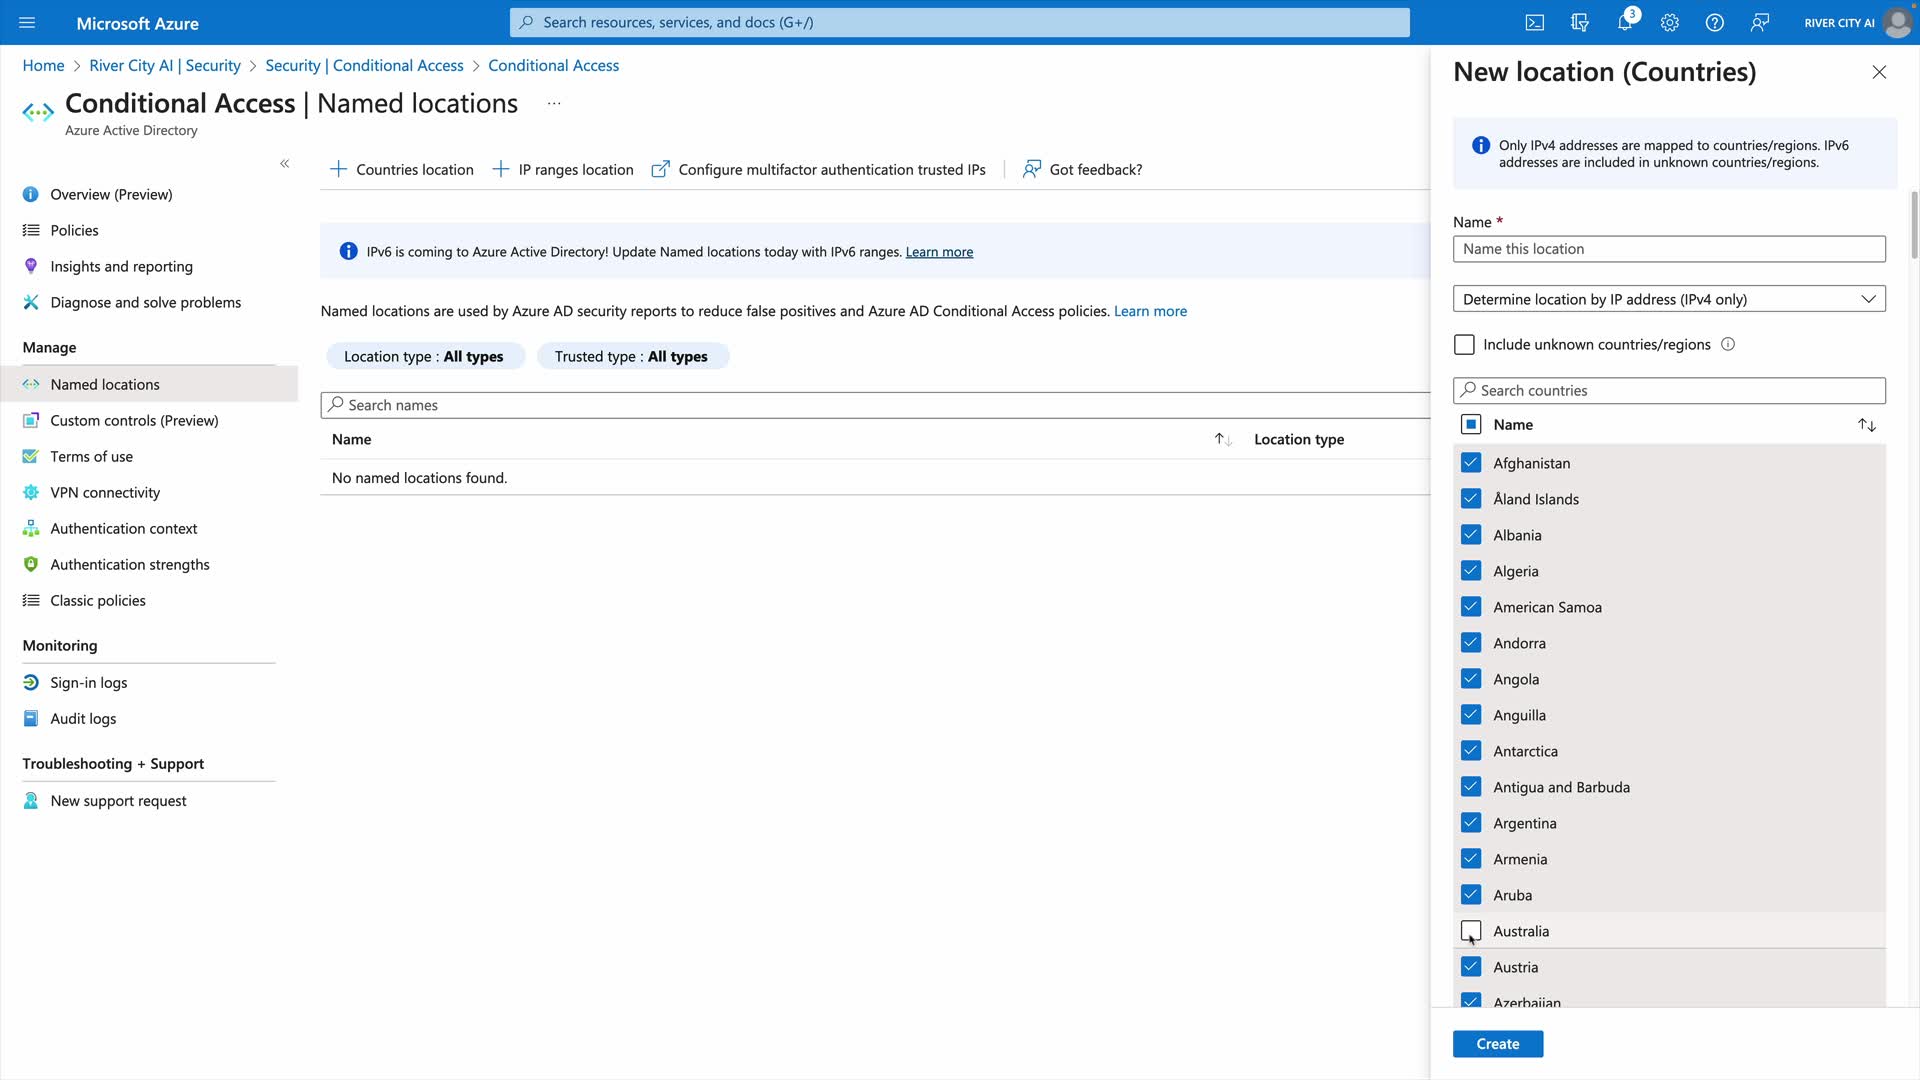 Microsoft Azure
Search resources, services, and docs (G+/)
3
RIVER CITY AI
Home > River City AI | Security > Security | Conditional Access > Conditional Access
Conditional Access | Named locations ...
Azure Active Directory
Overview (Preview)
Policies
Insights and reporting
Diagnose and solve problems
Manage
Named locations
Custom controls (Preview)
Terms of use
VPN connectivity
Authentication context
Authentication strengths
Classic policies
Monitoring
Sign-in logs
Audit logs
Troubleshooting + Support
New support request
Countries location
IP ranges location
Configure multifactor authentication trusted IPs
Got feedback?
IPv6 is coming to Azure Active Directory! Update Named locations today with IPv6 ranges. Learn more
Named locations are used by Azure AD security reports to reduce false positives and Azure AD Conditional Access policies. Learn more
Location type : All types
Trusted type : All types
Search names
Name
Location type
No named locations found.
New location (Countries)
Only IPv4 addresses are mapped to countries/regions. IPv6
addresses are included in unknown countries/regions.
Name *
Name this location
Determine location by IP address (IPv4 only)
Include unknown countries/regions
Search countries
Name
Afghanistan
Åland Islands
Albania
Algeria
American Samoa
Andorra
Angola
Anguilla
Antarctica
Antigua and Barbuda
Argentina
Armenia
Aruba
Australia
Austria
Azerbaijan
Create